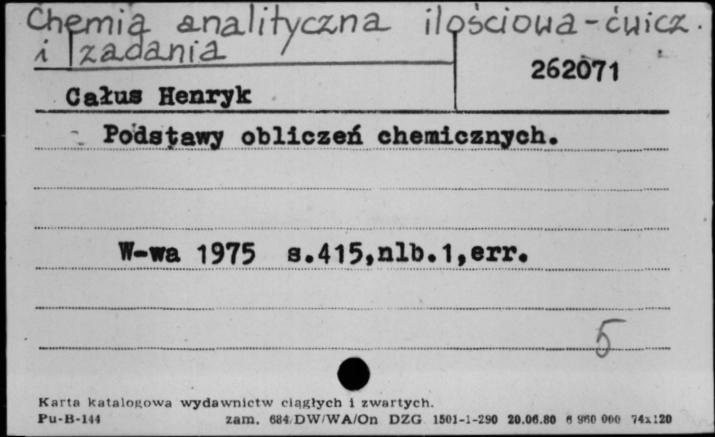 Chemia analityczna ilościowa - ćwicz.
i zadania
262071
Całus Henryk
Podstawy obliczeń chemicznych.
W-wa 1975 s.415,nlb.1,err.
5
Karta katalogowa wydawnictw ciągłych i zwartych.
Pu-B-144 zam. 684/DW/WA/On DZG 1501-1-290 20.06.80 6 960 000 74x120